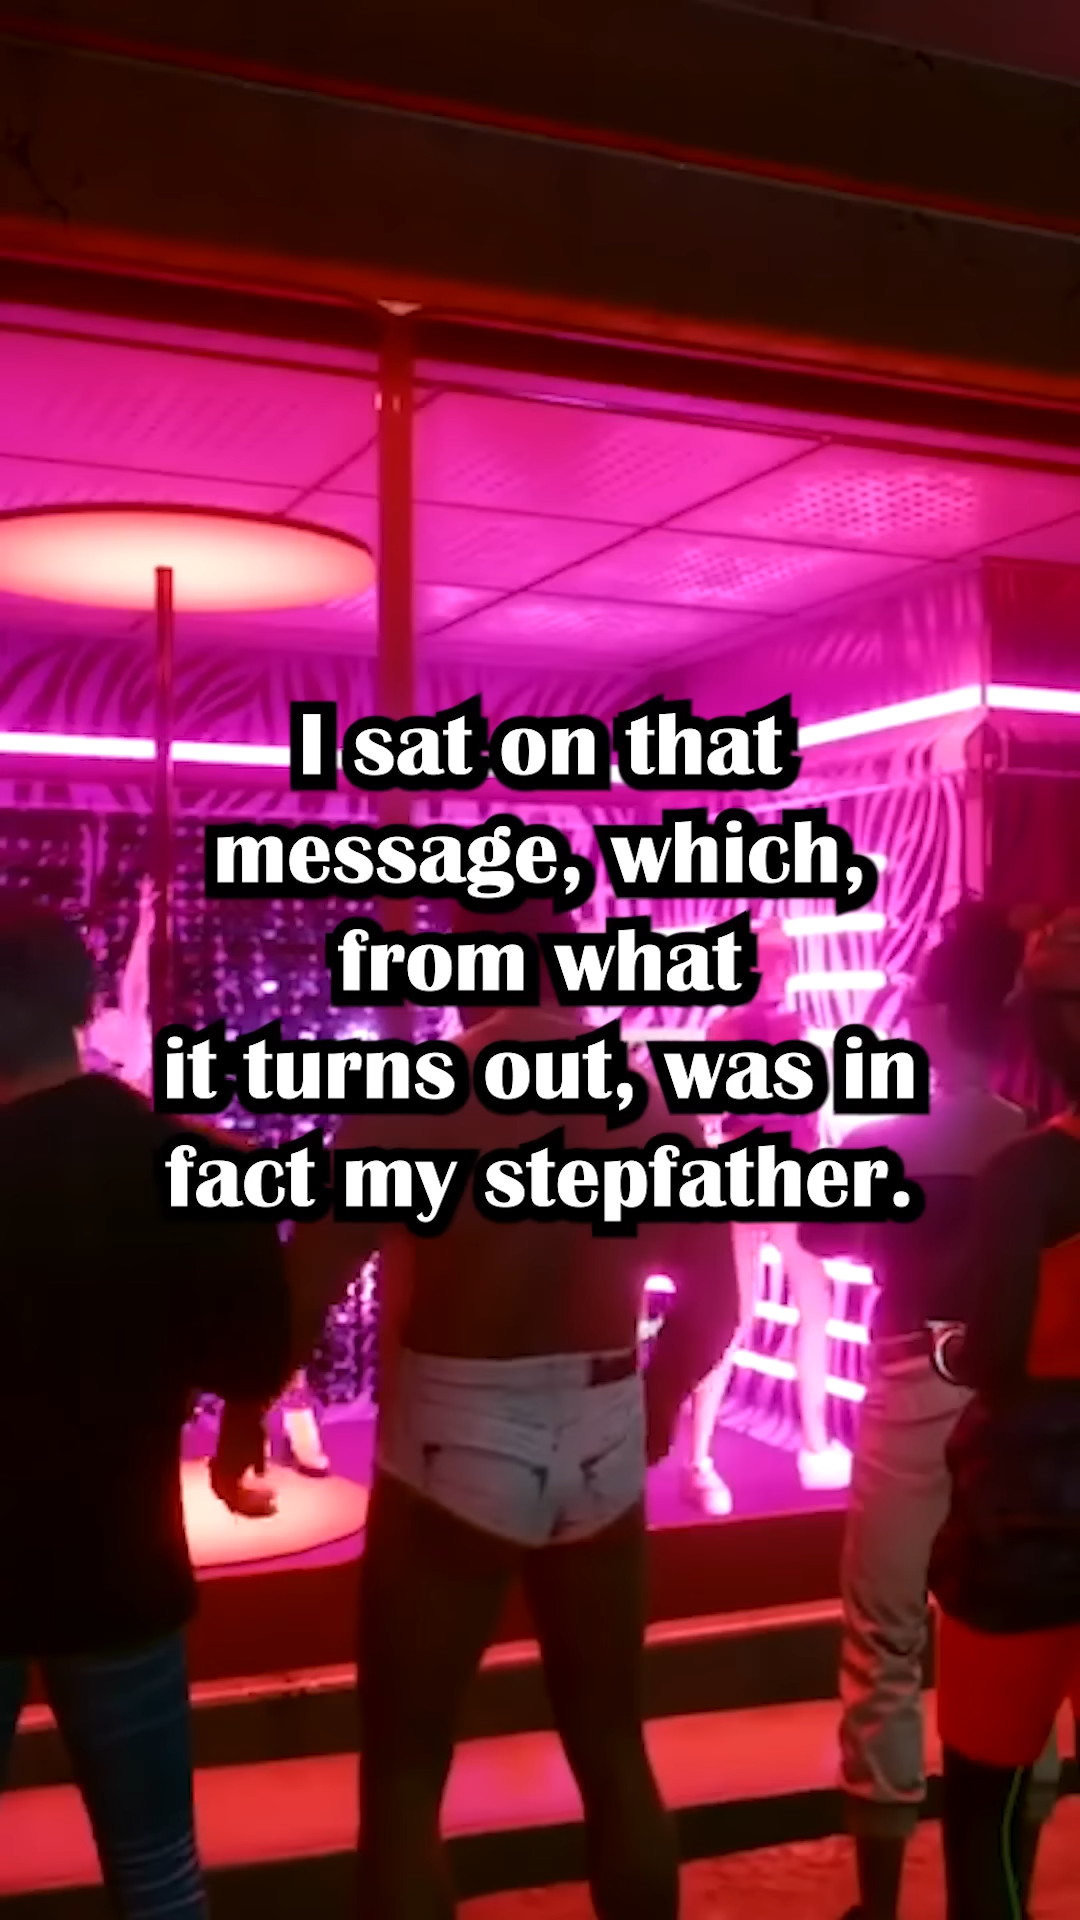 I sat on that
message, which,
from what
it turns out, was in
fact my stepfather.